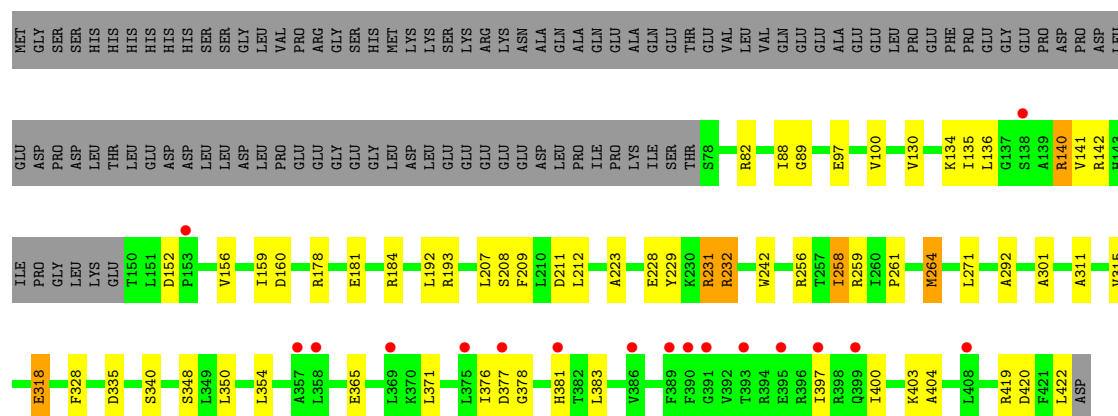 MET GLY SER SER HIS HIS HIS HIS HIS HIS SER SER GLY LEU VAL PRO ARG GLY SER HIS MET LYS LYS SER ARG LYS ASN ALA GLN ALA GLN GLU ALA GLN GLU THR GLU VAL LEU VAL GLN GLU GLU ALA GLU GLU LEU PRO GLU PHE PRO GLU GLY GLU PRO ASP PRO ASP LEU
GLU ASP PRO ASP LEU THR LEU GLU ASP ASP LEU LEU ASP PRO GLU GLU GLY GLU GLY LEU ASP LEU GLU GLU GLU GLU GLU ASP LEU PRO ILE PRO LYS ILE SER THR S78 R82 I88 G89 E97 V100 V130 K134 I135 L136 G137 S138 A139 R140 V141 R142 H143
ILE PRO GLY LEU LYS GLU T150 L151 D152 P153 V156 I159 D160 R178 E181 R184 L192 R193 L207 S208 F209 L210 D211 L212 A223 E228 Y229 K230 R231 R232 W242 R256 T257 I258 R259 I260 P261 M264 L271 A292 A301 A311 V315
E318 F328 D335 S340 S348 L349 L350 L354 A357 L358 E365 L369 K370 L371 L375 I376 D377 G378 H381 T382 L383 V386 F389 F390 G391 V392 T393 R394 E395 R396 I397 R398 Q399 I400 K403 A404 L408 R419 D420 F421 L422 ASP